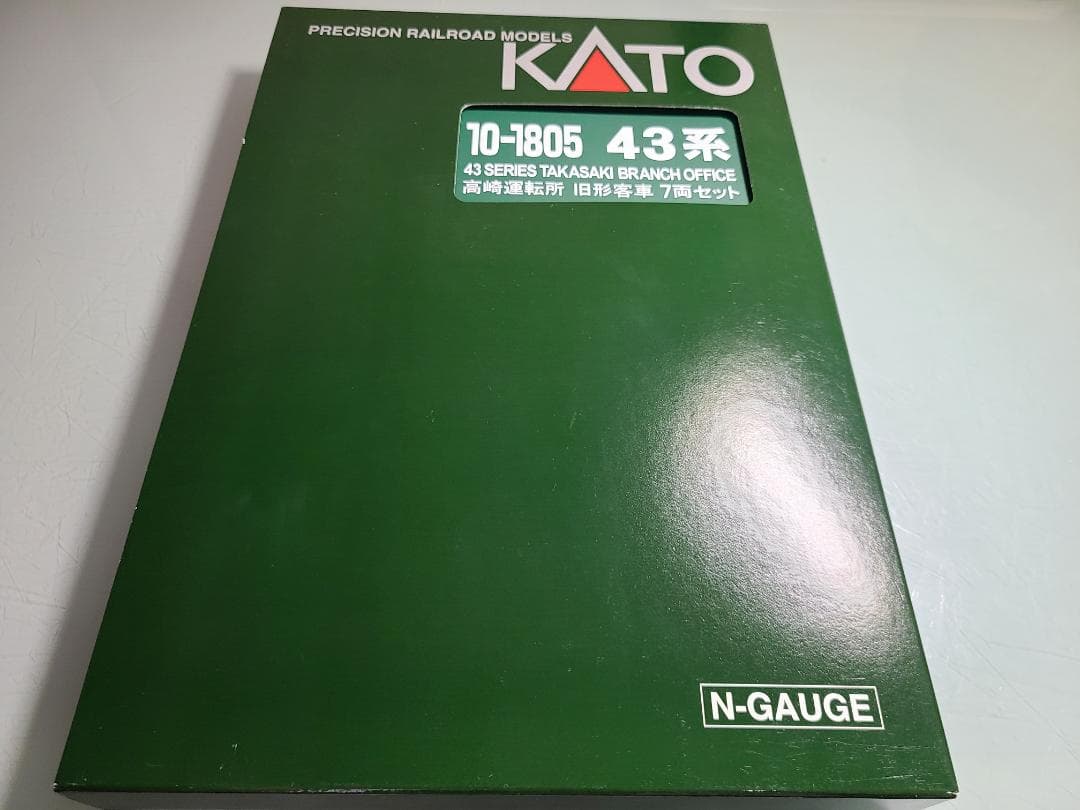 PRECISION RAILROAD MODELS
KATO
10-1805 43系
43 SERIES TAKASAKI BRANCH OFFICE
高崎運転所 旧形客車 7両セット
N-GAUGE